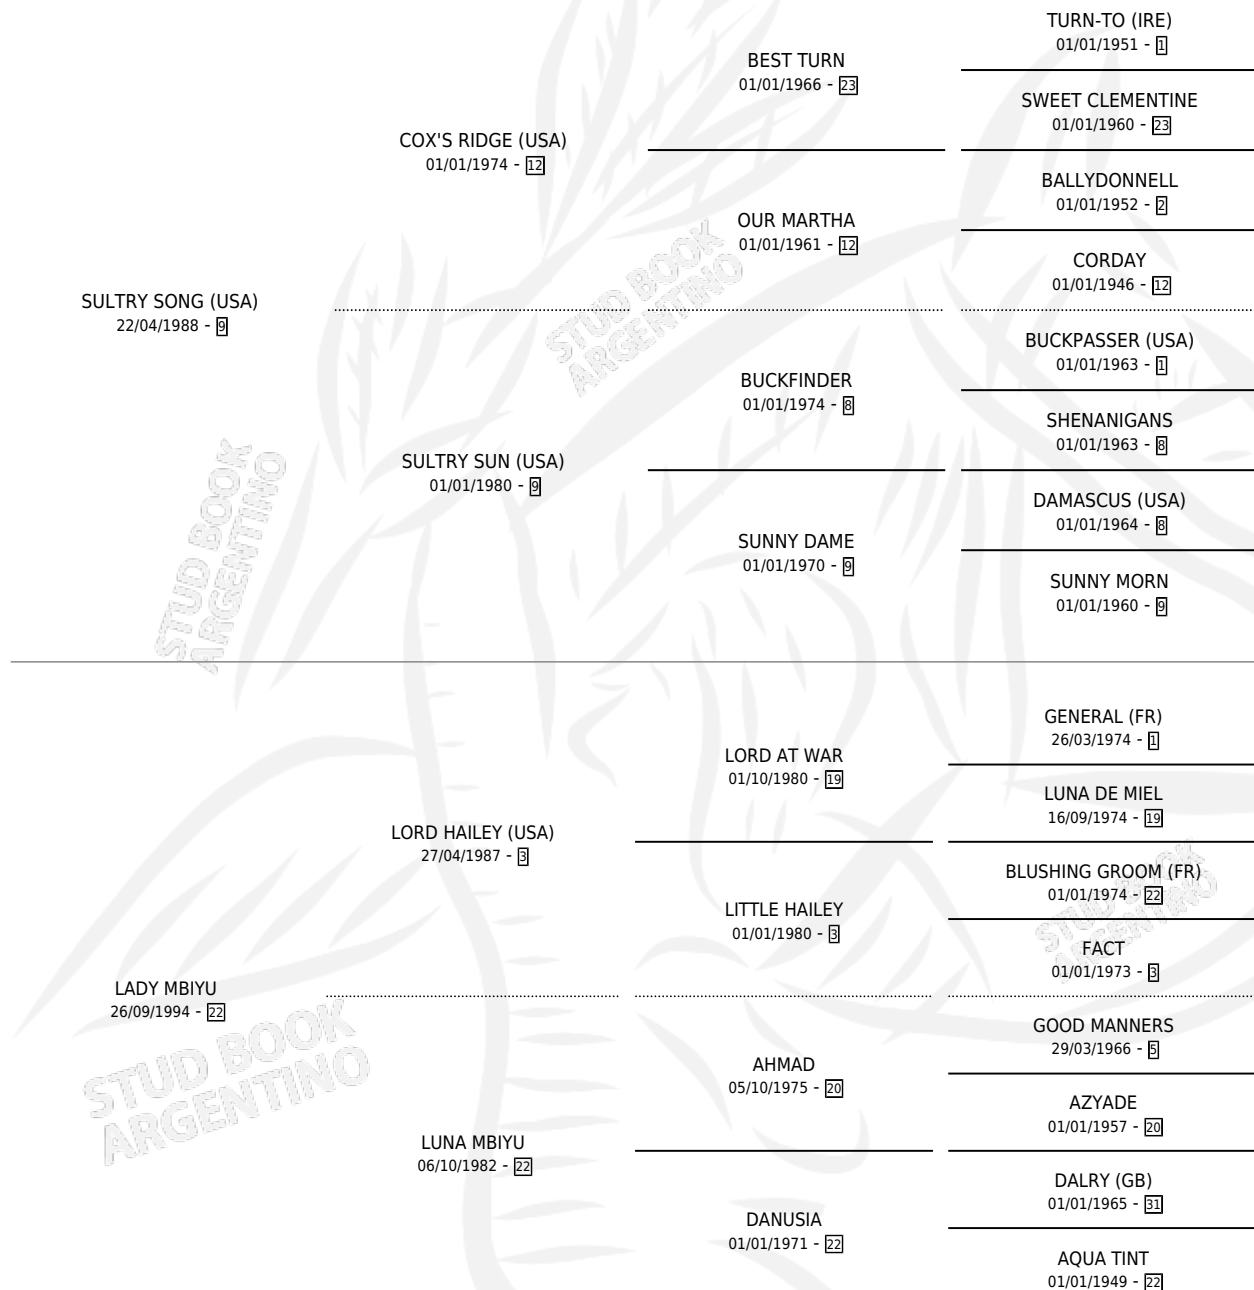 TURN-TO (IRE)
01/01/1951 - 1
BEST TURN
01/01/1966 - 23
SWEET CLEMENTINE
01/01/1960 - 23
COX'S RIDGE (USA)
01/01/1974 - 12
BALLYDONNELL
01/01/1952 - 2
OUR MARTHA
01/01/1961 - 12
CORDAY
01/01/1946 - 12
SULTRY SONG (USA)
22/04/1988 - 9
BUCKPASSER (USA)
01/01/1963 - 1
BUCKFINDER
01/01/1974 - 8
SHENANIGANS
01/01/1963 - 8
SULTRY SUN (USA)
01/01/1980 - 9
DAMASCUS (USA)
01/01/1964 - 8
SUNNY DAME
01/01/1970 - 9
SUNNY MORN
01/01/1960 - 9
GENERAL (FR)
26/03/1974 - 1
LORD AT WAR
01/10/1980 - 19
LUNA DE MIEL
16/09/1974 - 19
LORD HAILEY (USA)
27/04/1987 - 3
BLUSHING GROOM (FR)
01/01/1974 - 22
LITTLE HAILEY
01/01/1980 - 3
FACT
01/01/1973 - 3
LADY MBIYU
26/09/1994 - 22
GOOD MANNERS
29/03/1966 - 5
AHMAD
05/10/1975 - 20
AZYADE
01/01/1957 - 20
LUNA MBIYU
06/10/1982 - 22
DALRY (GB)
01/01/1965 - 31
DANUSIA
01/01/1971 - 22
AQUA TINT
01/01/1949 - 22
STUD BOOK
ARGENTINO
STUD BOOK
ARGENTINO
STUD BOOK
ARGENTINO
STUD BOOK
ARGENTINO